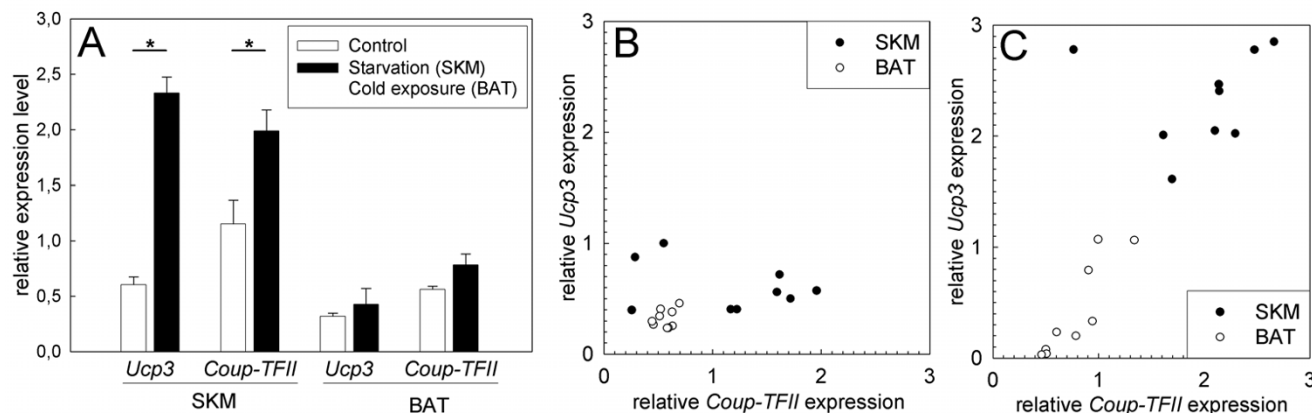 A
3,0
2,5
2,0
1,5
1,0
0,5
0,0
relative expression level
*
*
Control
Starvation (SKM)
Cold exposure (BAT)
Ucp3 Coup-TFII Ucp3 Coup-TFII
SKM BAT
B
3
2
1
0
relative Ucp3 expression
SKM
BAT
0 1 2 3
relative Coup-TFII expression
C
3
2
1
0
relative Ucp3 expression
SKM
BAT
0 1 2 3
relative Coup-TFII expression